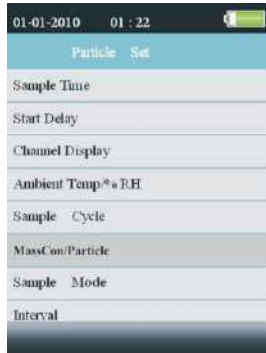 01-01-2010 01 : 22
Particle Set
Sample Time
Start Delay
Channel Display
Ambient Temp/%RH
Sample Cycle
MassCon/Particle
Sample Mode
Interval